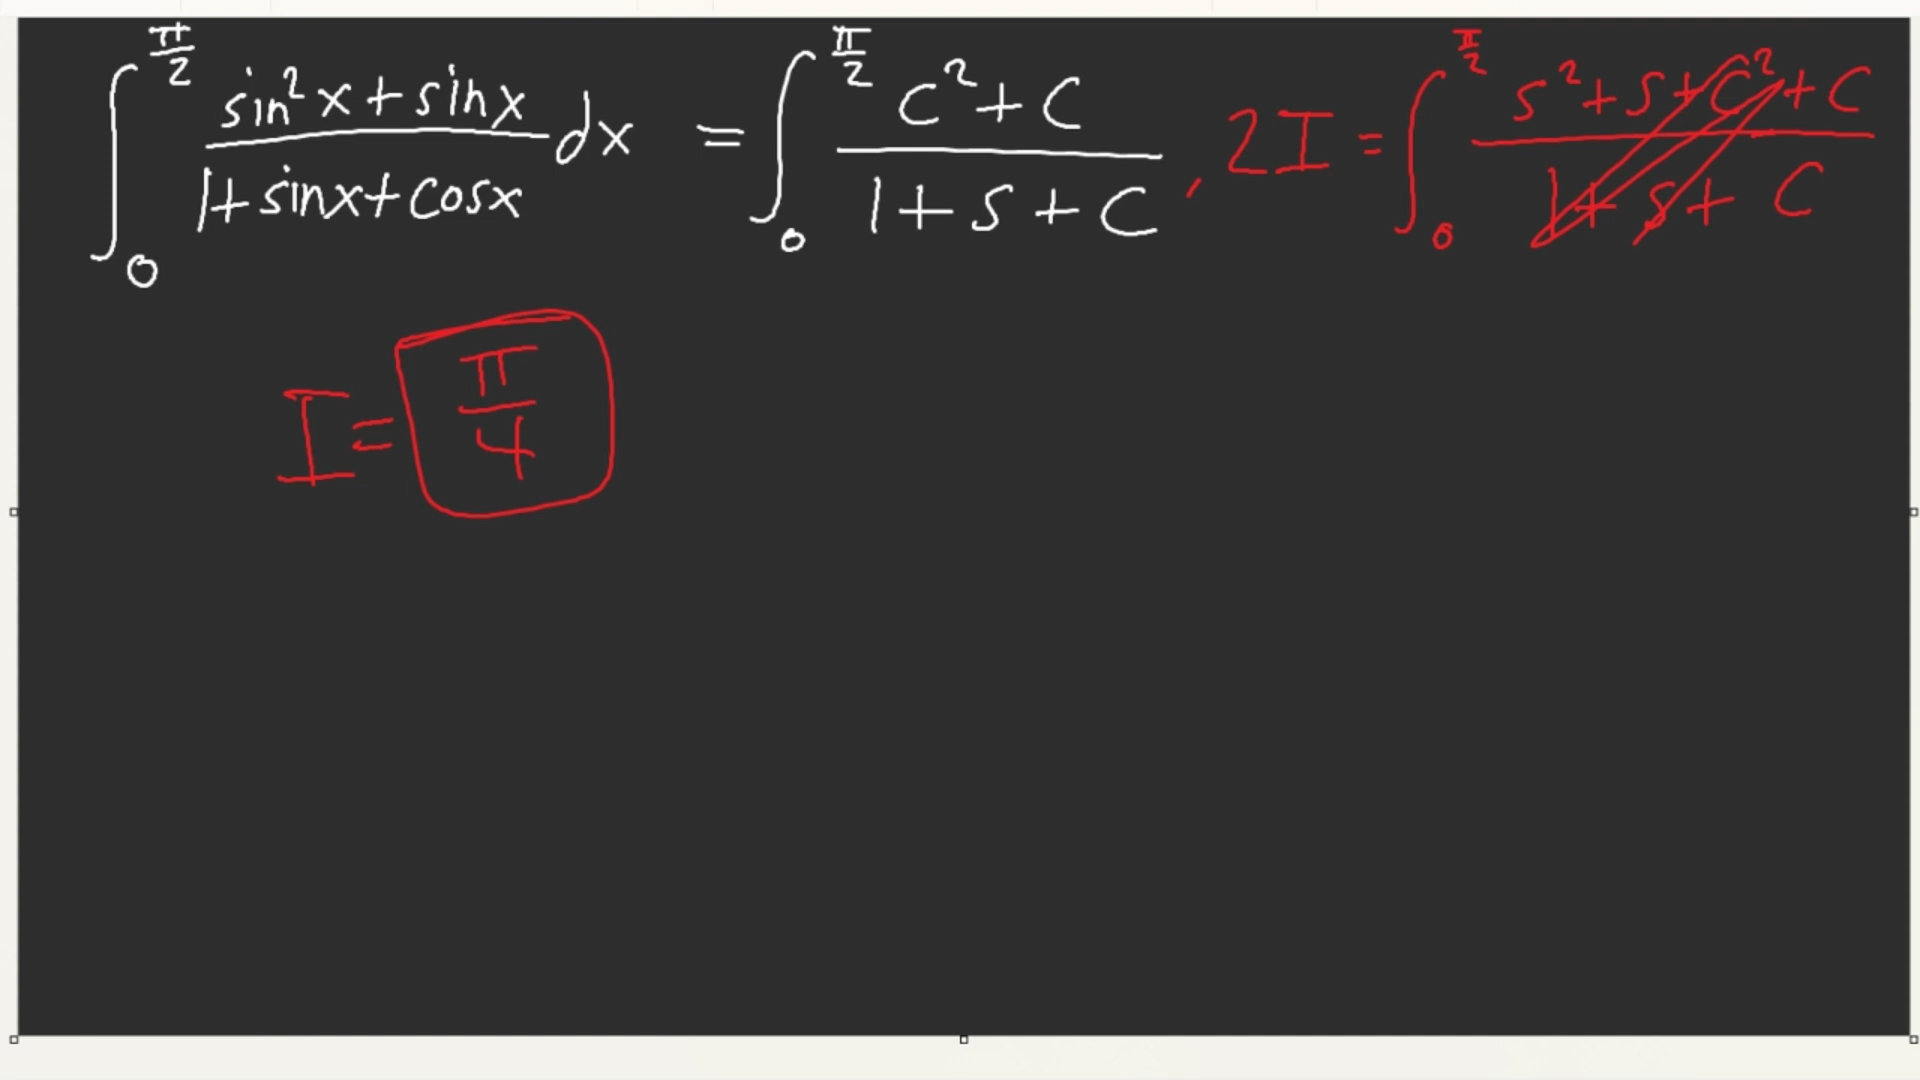 ∫₀^(π/2) (sin²x + sinx)/(1 + sinx + cosx) dx = ∫₀^(π/2) (C² + C)/(1 + S + C), 2I = ∫₀^(π/2) (S² + S + C² + C)/(1 + S + C)
I = π/4